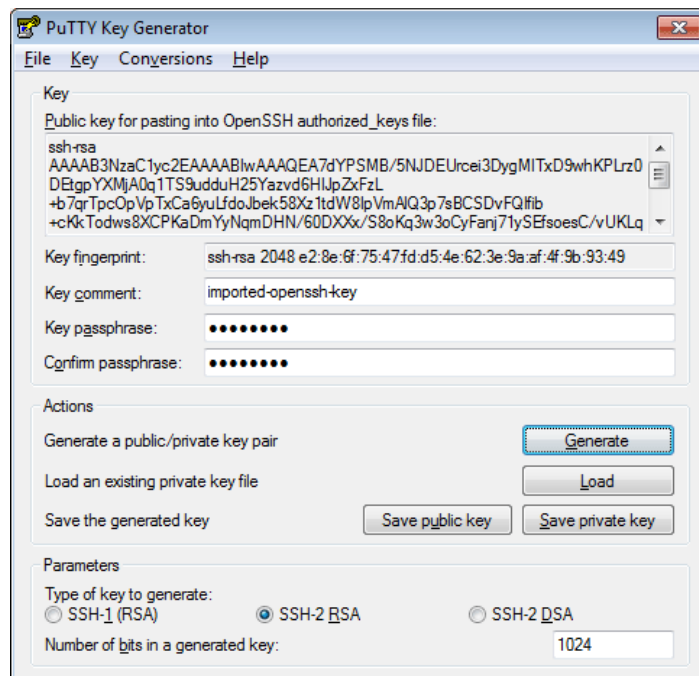 PuTTY Key Generator
File Key Conversions Help
Key
Public key for pasting into OpenSSH authorized_keys file:
ssh-rsa
AAAAB3NzaC1yc2EAAAABIwAAAQEA7dYPSMB/5NJDEUrcei3DygMITxD9whKPLrz0
DEtgpYXMjA0q1TS9udduH25Yazvd6HIJpZxFzL
+b7qrTpcOpVpTxCa6yuLfdoJbek58Xz1tdW8IpVmAlQ3p7sBCSDvFQlfib
+cKkTodws8XCPKaDmYyNqmDHN/60DXXx/S8oKq3w3oCyFanj71ySEfsoesC/vUKLq
Key fingerprint: ssh-rsa 2048 e2:8e:6f:75:47:fd:d5:4e:62:3e:9a:af:4f:9b:93:49
Key comment: imported-openssh-key
Key passphrase: ●●●●●●●●
Confirm passphrase: ●●●●●●●●
Actions
Generate a public/private key pair Generate
Load an existing private key file Load
Save the generated key Save public key Save private key
Parameters
Type of key to generate:
SSH-1 (RSA) SSH-2 RSA SSH-2 DSA
Number of bits in a generated key: 1024